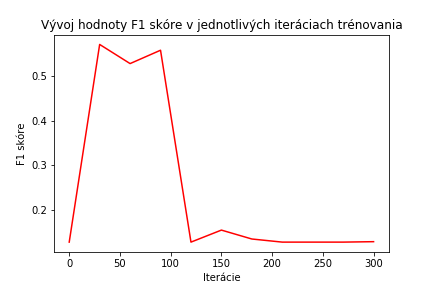 Vývoj hodnoty F1 skóre v jednotlivých iteráciach trénovania
0.5
0.4
0.3
0.2
F1 skóre
0 50 100 150 200 250 300
Iterácie